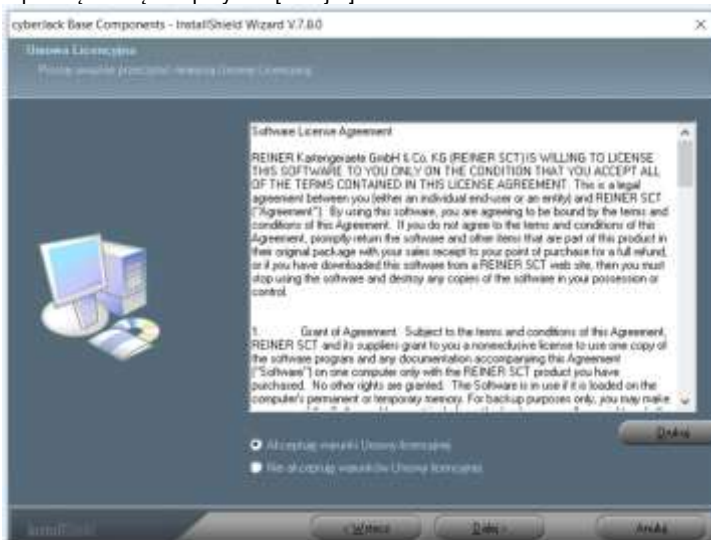 cyberJack Base Components - InstallShield Wizard V.7.8.0
Umowa Licencyjna
Software License Agreement
REINER Kartengeraete GmbH & Co. KG (REINER SCT) IS WILLING TO LICENSE
THIS SOFTWARE TO YOU ONLY ON THE CONDITION THAT YOU ACCEPT ALL
OF THE TERMS CONTAINED IN THIS LICENSE AGREEMENT. This is a legal
agreement between you (either an individual end-user or an entity) and REINER SCT
("Agreement"). By using this software, you are agreeing to be bound by the terms and
conditions of this Agreement. If you do not agree to the terms and conditions of this
Agreement, promptly return the software and other items that are part of this product in
their original package with your sales receipt to your point of purchase for a full refund,
or if you have downloaded this software from a REINER SCT web site, then you must
stop using the software and destroy any copies of the software in your possession or
control.
1. Grant of Agreement. Subject to the terms and conditions of this Agreement,
REINER SCT and its suppliers grant to you a nonexclusive license to use one copy of
the software program and any documentation accompanying this Agreement
("Software") on one computer only with the REINER SCT product you have
purchased. No other rights are granted. The Software is in use if it is loaded on the
computer's permanent or temporary memory. For backup purposes only, you may make
Drukuj
Akceptuję warunki Umowy licencyjnej
Nie akceptuję warunków Umowy licencyjnej
InstallShield
< Wstecz
Dalej >
Anuluj